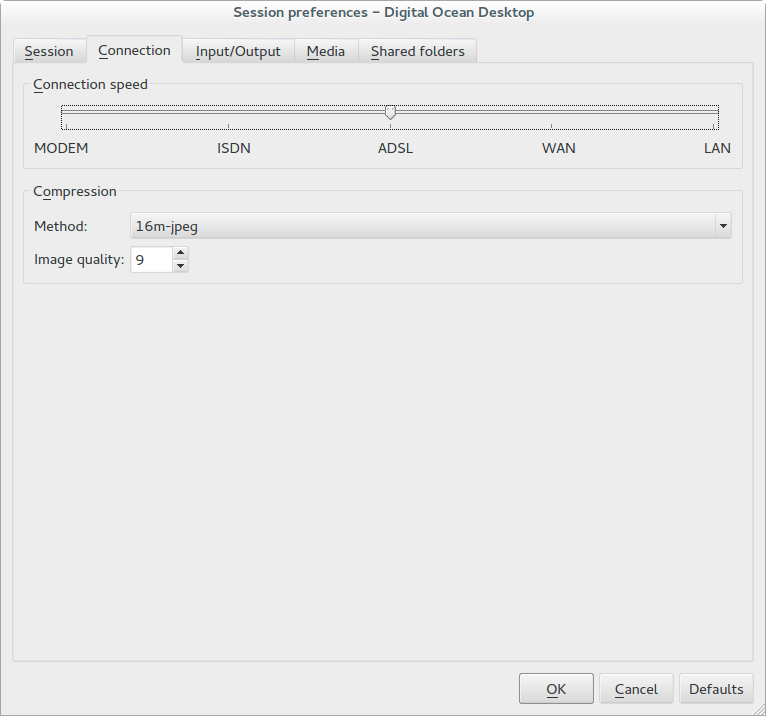 Session preferences – Digital Ocean Desktop
Session Connection Input/Output Media Shared folders
Connection speed
MODEM ISDN ADSL WAN LAN
Compression
Method: 16m-jpeg
Image quality: 9
OK Cancel Defaults